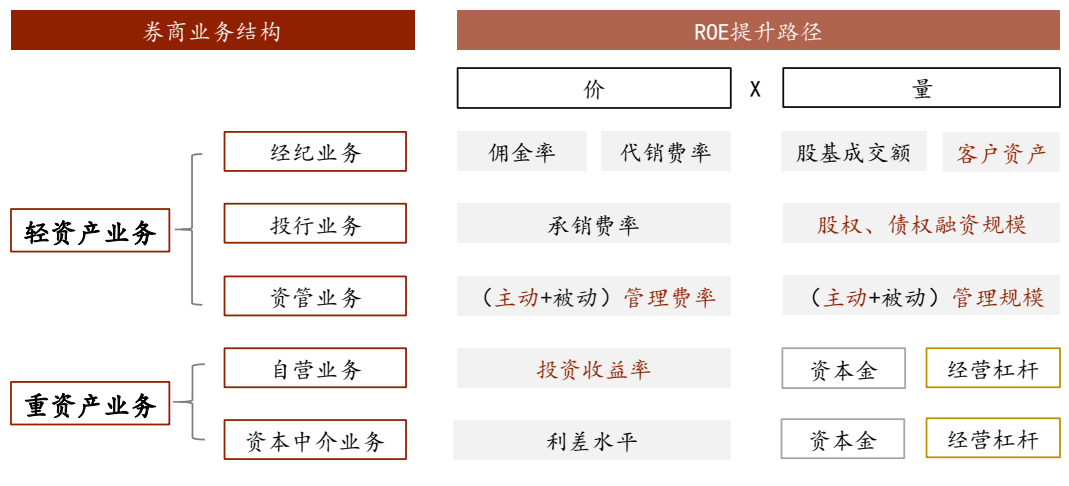 券商业务结构
ROE提升路径
价 X 量
经纪业务 佣金率 代销费率 股基成交额 客户资产
轻资产业务
投行业务 承销费率 股权、债权融资规模
资管业务 （主动+被动）管理费率 （主动+被动）管理规模
自营业务 投资收益率 资本金 经营杠杆
重资产业务
资本中介业务 利差水平 资本金 经营杠杆